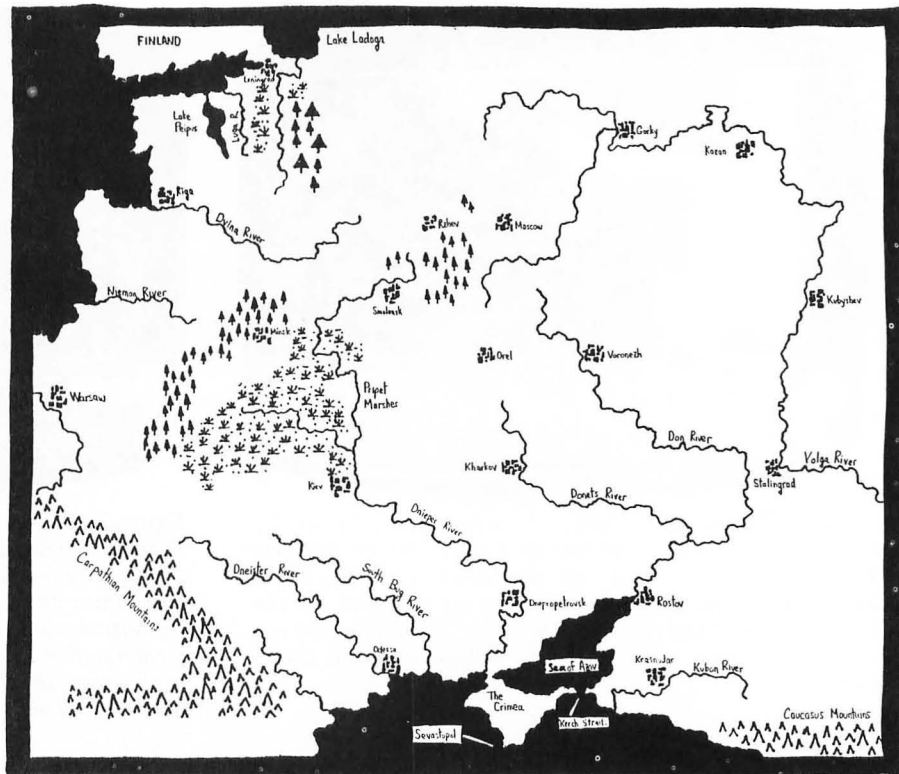 FINLAND
Lake Ladoga
Leningrad
Lake
Peipus
Luga R.
Gorky
Kazan
Riga
Dvina River
Rzhev
Moscow
Niemen River
Smolensk
Kubyshev
Minsk
Orel
Voronezh
Warsaw
Pripet
Marshes
Don River
Kharkov
Volga River
Stalingrad
Kiev
Donets River
Dnieper River
Carpathian Mountains
Dneister River
South Bug River
Dnepropetrovsk
Rostov
Odessa
Sea of Azov
Krasnodar
Kuban River
The
Crimea
Kerch Strait.
Caucasus Mountains
Sevastopol